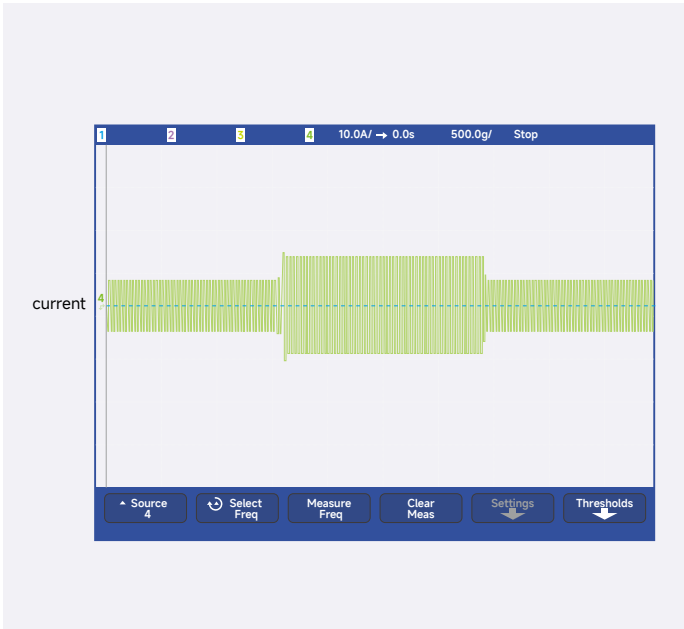 1 2 3 4 10.0A/ → 0.0s 500.0g/ Stop
4
current
Source
4
Select
Freq
Measure
Freq
Clear
Meas
Settings
Thresholds